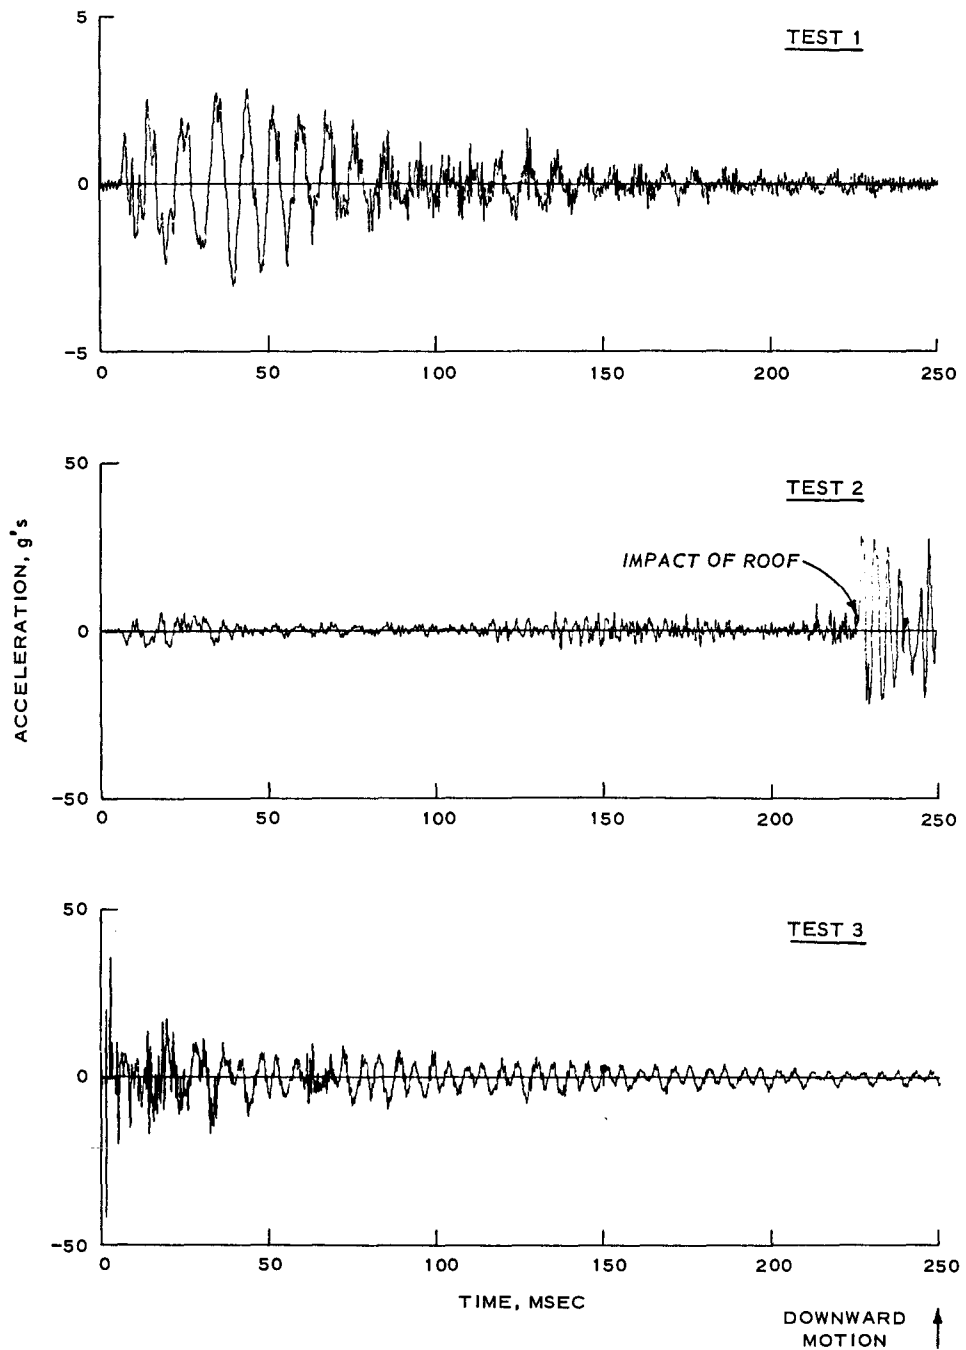 5
TEST 1
0
-5
0 50 100 150 200 250
50
TEST 2
IMPACT OF ROOF
0
-50
0 50 100 150 200 250
ACCELERATION, g's
50
TEST 3
0
-50
0 50 100 150 200 250
TIME, MSEC
DOWNWARD
MOTION